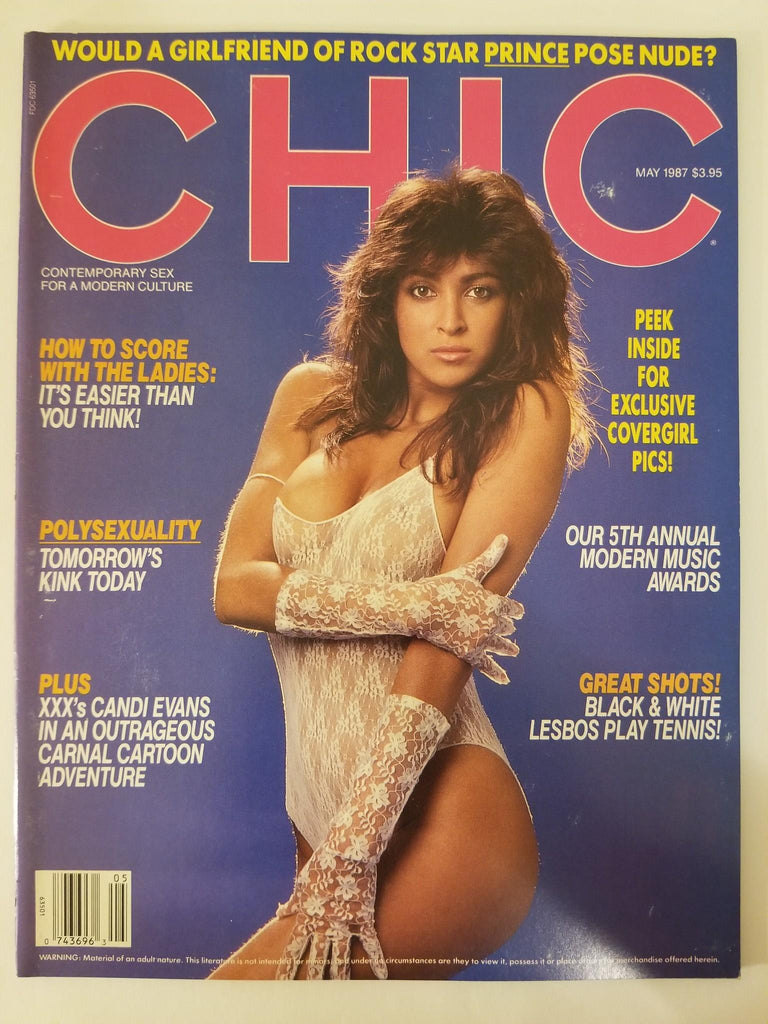 WOULD A GIRLFRIEND OF ROCK STAR PRINCE POSE NUDE?
FDC 63501
CHIC
MAY 1987 $3.95
CONTEMPORARY SEX
FOR A MODERN CULTURE
HOW TO SCORE
WITH THE LADIES:
IT'S EASIER THAN
YOU THINK!
PEEK
INSIDE
FOR
EXCLUSIVE
COVERGIRL
PICS!
POLYSEXUALITY
TOMORROW'S
KINK TODAY
OUR 5TH ANNUAL
MODERN MUSIC
AWARDS
PLUS
XXX's CANDI EVANS
IN AN OUTRAGEOUS
CARNAL CARTOON
ADVENTURE
GREAT SHOTS!
BLACK & WHITE
LESBOS PLAY TENNIS!
05
63501
0 743696 3
WARNING: Material of an adult nature. This literature is not intended for minors, and under no circumstances are they to view it, possess it or place orders for merchandise offered herein.